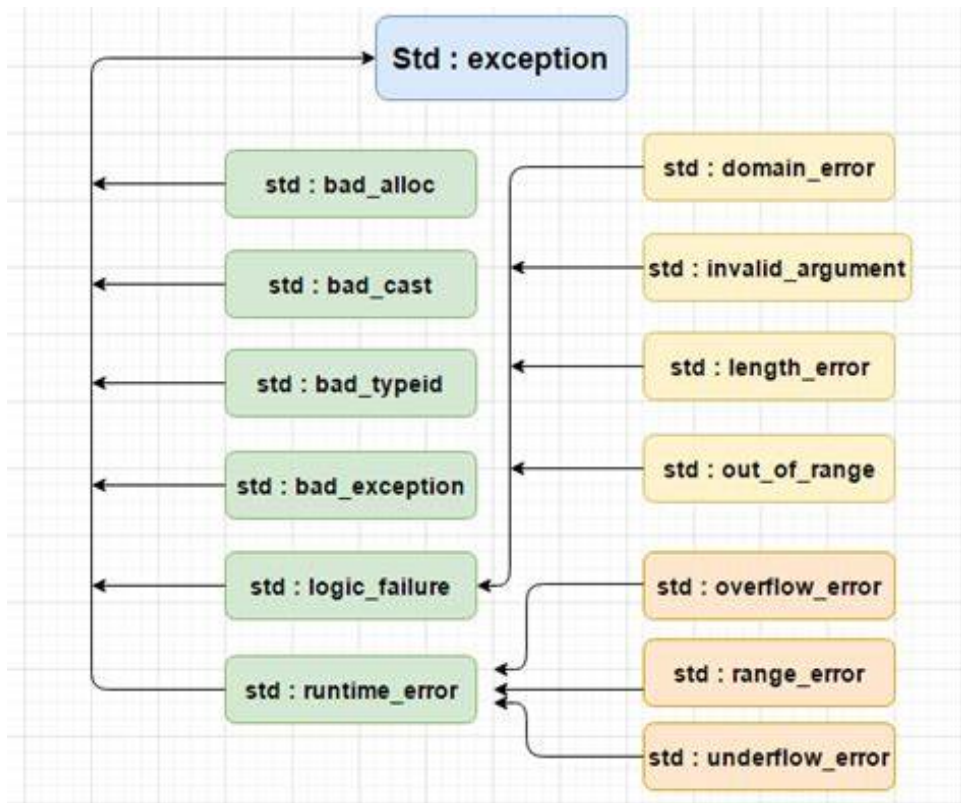 Std : exception
std : bad_alloc
std : bad_cast
std : bad_typeid
std : bad_exception
std : logic_failure
std : runtime_error
std : domain_error
std : invalid_argument
std : length_error
std : out_of_range
std : overflow_error
std : range_error
std : underflow_error